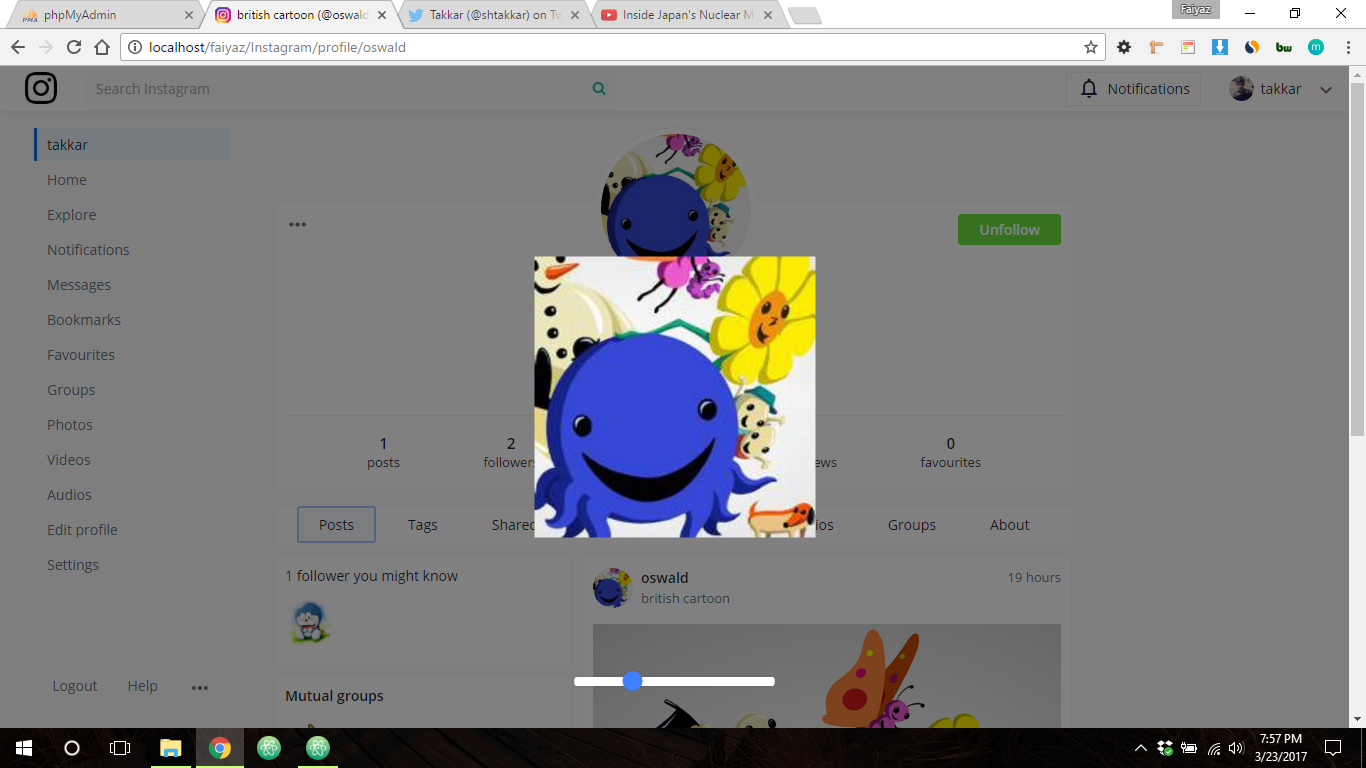 phpMyAdmin
british cartoon (@oswald
Takkar (@shtakkar) on Tw
Inside Japan's Nuclear M
Faiyaz
localhost/faiyaz/Instagram/profile/oswald
Search Instagram
Notifications
takkar
takkar
Home
Explore
Notifications
Messages
Bookmarks
Favourites
Groups
Photos
Videos
Audios
Edit profile
Settings
Logout Help
Unfollow
1 2 0
posts followers ews favourites
Posts Tags Shared ios Groups About
1 follower you might know
Mutual groups
oswald 19 hours
british cartoon
7:57 PM
3/23/2017